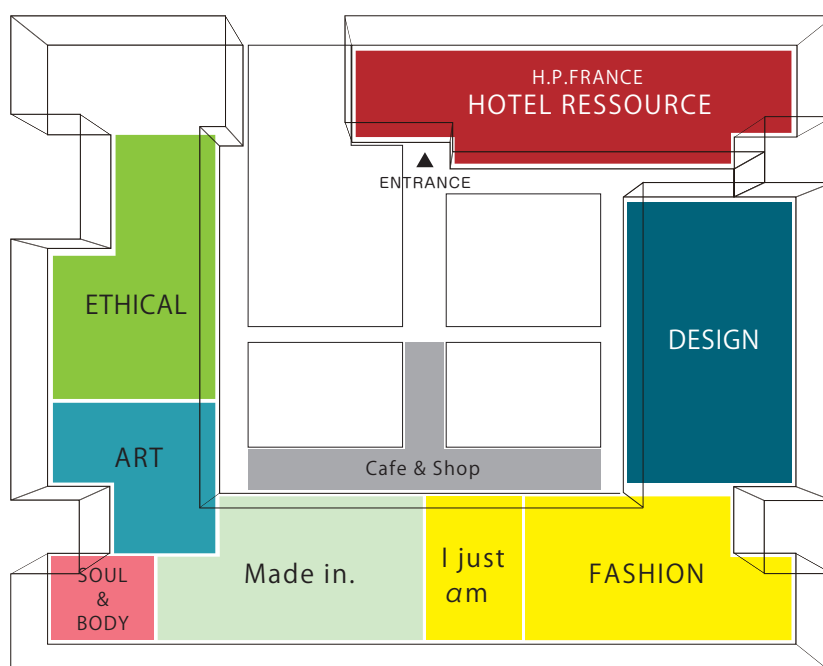 H.P.FRANCE
HOTEL RESSOURCE
ENTRANCE
ETHICAL
DESIGN
ART
Cafe & Shop
SOUL
&
BODY
Made in.
I just
am
FASHION